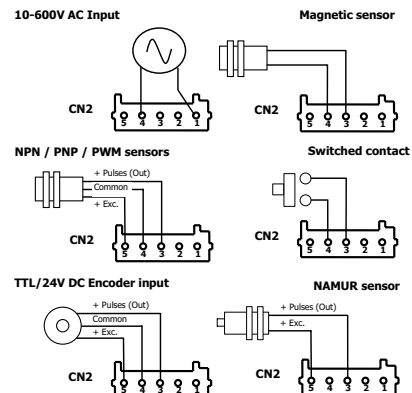 10-600V AC Input
CN2
5 4 3 2 1
Magnetic sensor
CN2
5 4 3 2 1
NPN / PNP / PWM sensors
+ Pulses (Out)
Common
+ Exc.
CN2
5 4 3 2 1
Switched contact
CN2
5 4 3 2 1
TTL/24V DC Encoder input
+ Pulses (Out)
Common
+ Exc.
CN2
5 4 3 2 1
NAMUR sensor
+ Pulses (Out)
+ Exc.
CN2
5 4 3 2 1